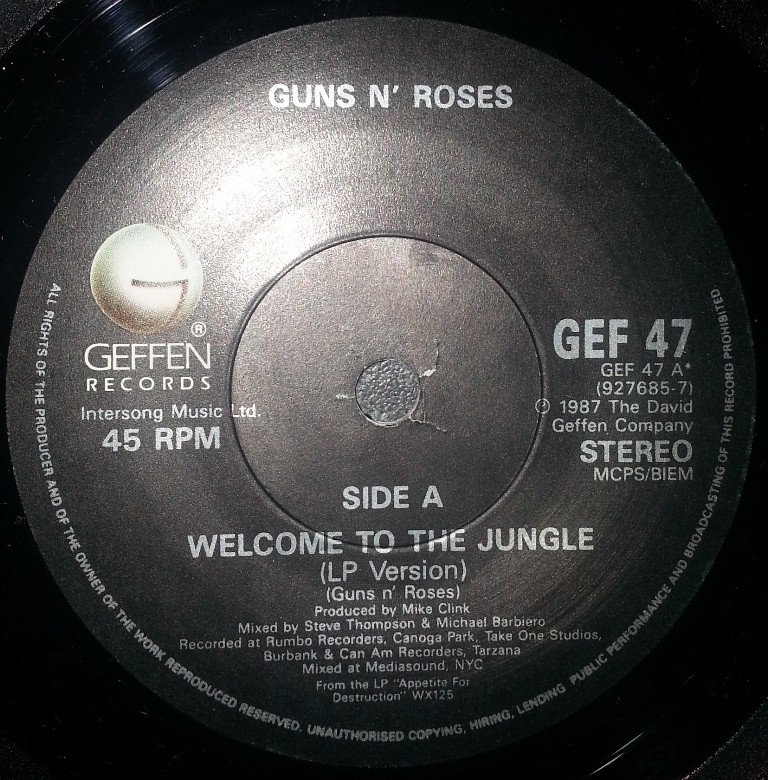 GUNS N' ROSES
GEFFEN
®
RECORDS
Intersong Music Ltd.
45 RPM
GEF 47
GEF 47 A*
(927685-7)
Ⓟ 1987 The David
Geffen Company
STEREO
MCPS/BIEM
SIDE A
WELCOME TO THE JUNGLE
(LP Version)
(Guns n' Roses)
Produced by Mike Clink
Mixed by Steve Thompson & Michael Barbiero
Recorded at Rumbo Recorders, Canoga Park, Take One Studios,
Burbank & Can Am Recorders, Tarzana
Mixed at Mediasound, NYC
From the LP "Appetite For
Destruction" WX125
ALL RIGHTS OF THE PRODUCER AND OF THE OWNER OF THE WORK REPRODUCED RESERVED. UNAUTHORISED COPYING, HIRING, LENDING PUBLIC PERFORMANCE AND BROADCASTING OF THIS RECORD PROHIBITED